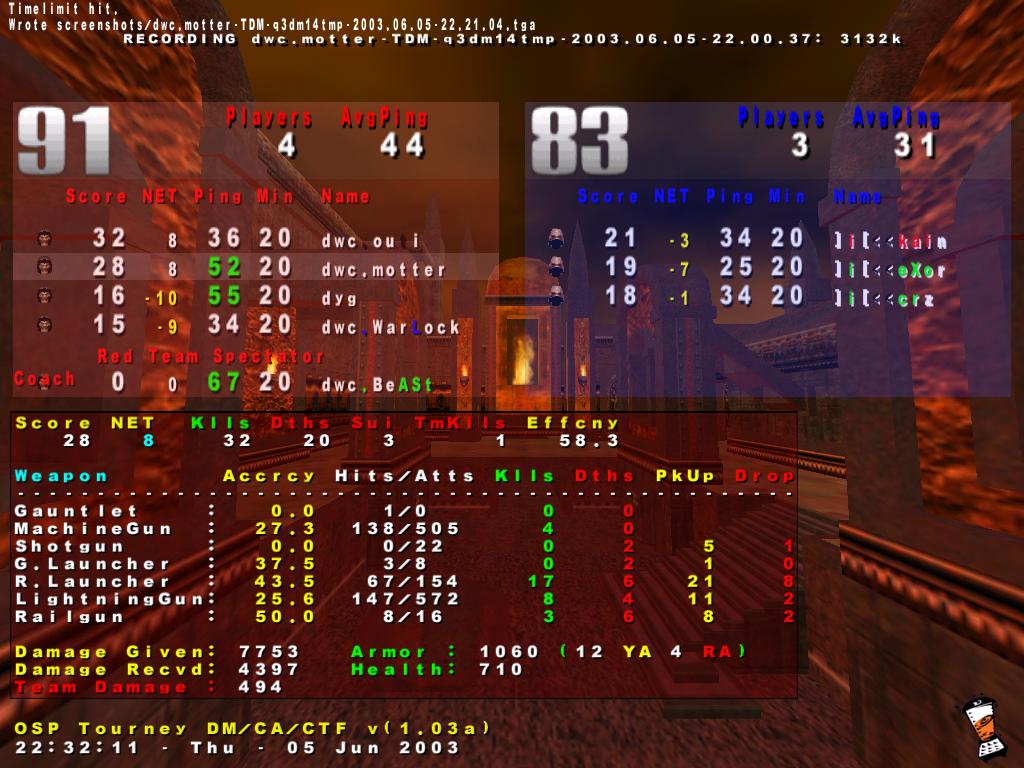 Timelimit hit.
Wrote screenshots/dwc.motter-TDM-q3dm14tmp-2003.06.05-22.21.04.tga
RECORDING dwc.motter-TDM-q3dm14tmp-2003.06.05-22.00.37: 3132k
91 Players AvgPing
4 44
Score NET Ping Min Name
32 8 36 20 dwc.ou i
28 8 52 20 dwc.motter
16 -10 55 20 dyg
15 -9 34 20 dwc.WarLock
Red Team Spectator
Coach 0 0 67 20 dwc.BeASt
83 Players AvgPing
3 31
Score NET Ping Min Name
21 -3 34 20 ]i[<<kain
19 -7 25 20 ]i[<<eXor
18 -1 34 20 ]i[<<crz
Score NET Klls Dths Sui TmKlls Effcny
28 8 32 20 3 1 58.3
Weapon Accrcy Hits/Atts Klls Dths PkUp Drop
- - - - - - - - - - - - - - - - - - - - - - - - - - - - - - - - - - - - - - - - - - - - - - - - - - - -
Gauntlet : 0.0 1/0 0 0
MachineGun : 27.3 138/505 4 0
Shotgun : 0.0 0/22 0 2 5 1
G.Launcher : 37.5 3/8 0 2 1 0
R.Launcher : 43.5 67/154 17 6 21 8
LightningGun: 25.6 147/572 8 4 11 2
Railgun : 50.0 8/16 3 6 8 2
Damage Given: 7753 Armor : 1060 (12 YA 4 RA)
Damage Recvd: 4397 Health: 710
Team Damage : 494
OSP Tourney DM/CA/CTF v(1.03a)
22:32:11 - Thu - 05 Jun 2003